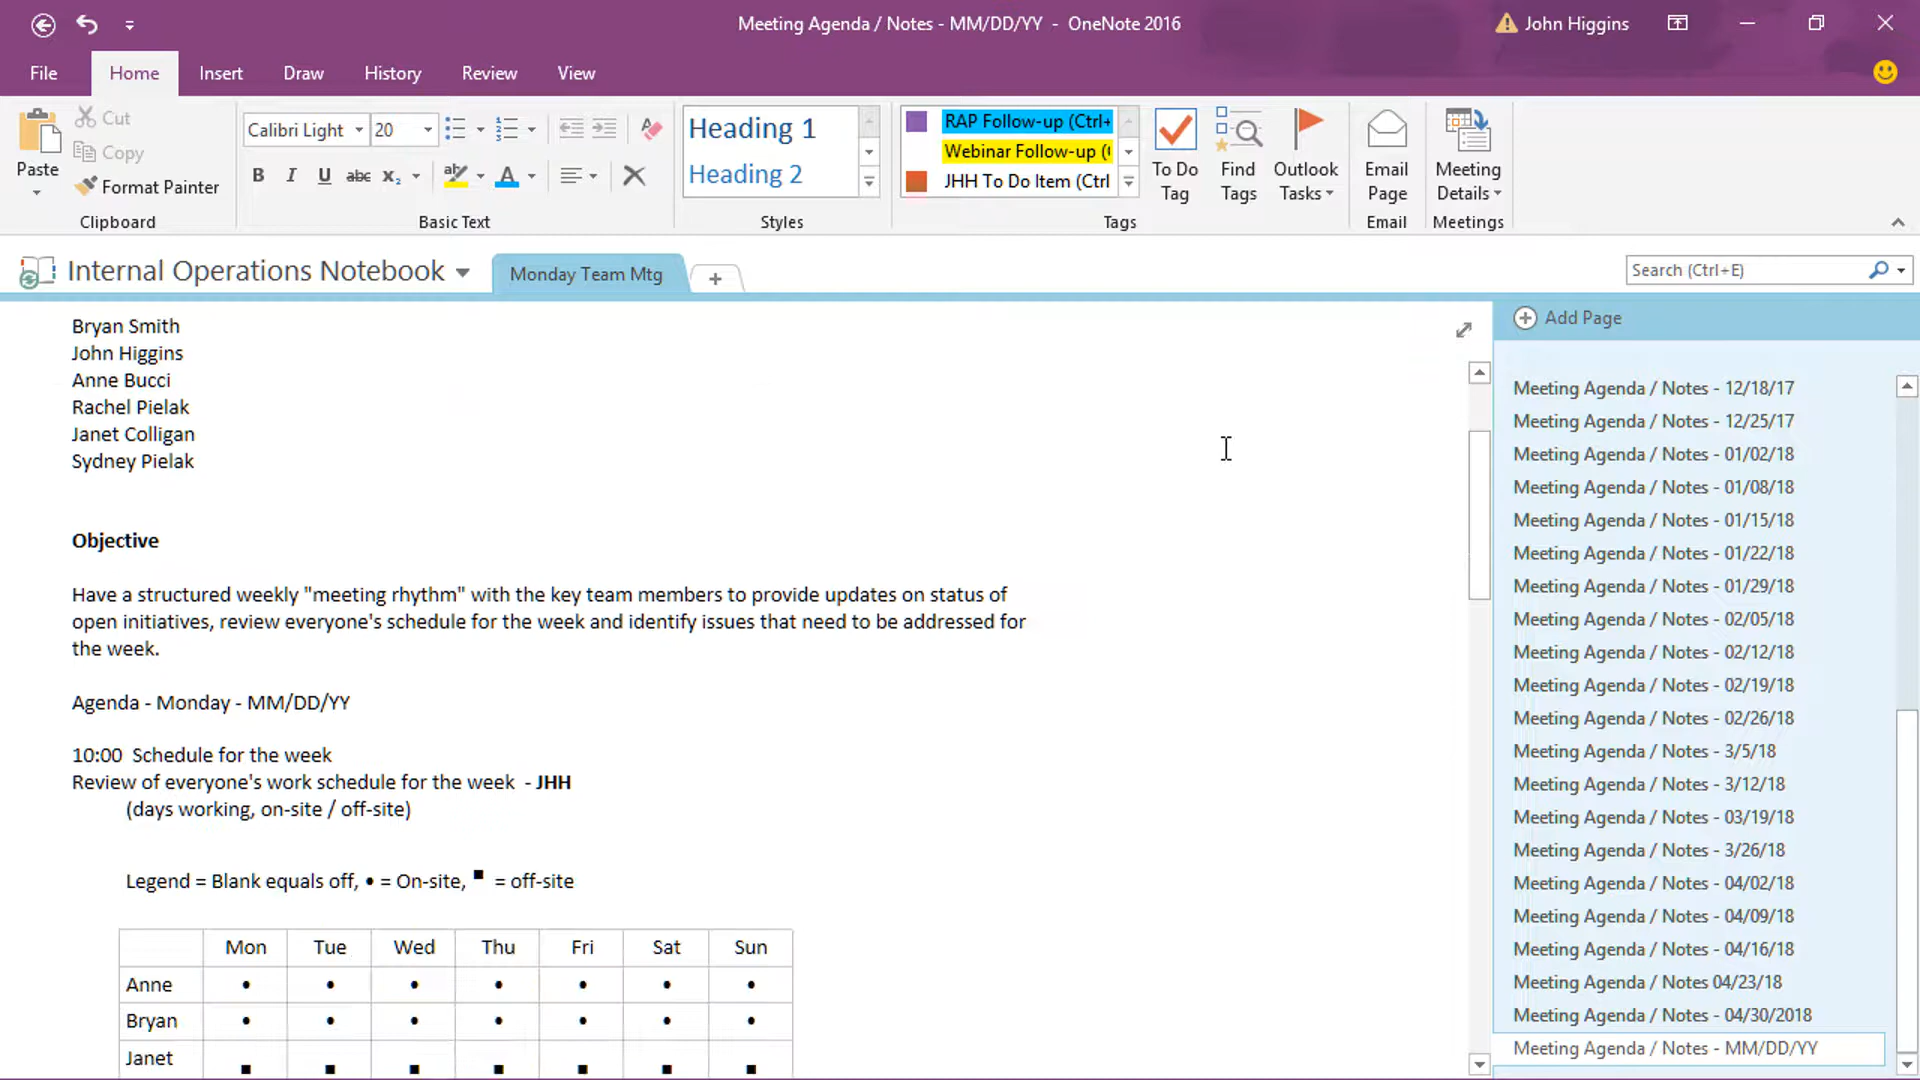 Meeting Agenda / Notes - MM/DD/YY - OneNote 2016
John Higgins
File Home Insert Draw History Review View
Paste
Cut
Copy
Format Painter
Clipboard
Calibri Light 20
B I U abc x₂ A
Basic Text
Heading 1
Heading 2
Styles
RAP Follow-up (Ctrl+
Webinar Follow-up (
JHH To Do Item (Ctrl
To Do Tag
Find Tags
Outlook Tasks
Tags
Email Page
Email
Meeting Details
Meetings
Internal Operations Notebook
Monday Team Mtg
Search (Ctrl+E)
Bryan Smith
John Higgins
Anne Bucci
Rachel Pielak
Janet Colligan
Sydney Pielak
Objective
Have a structured weekly "meeting rhythm" with the key team members to provide updates on status of
open initiatives, review everyone's schedule for the week and identify issues that need to be addressed for
the week.
Agenda - Monday - MM/DD/YY
10:00 Schedule for the week
Review of everyone's work schedule for the week - JHH
(days working, on-site / off-site)
Legend = Blank equals off, • = On-site, ▪ = off-site
Mon Tue Wed Thu Fri Sat Sun
Anne • • • • • • •
Bryan • • • • • • •
Janet ▪ ▪ ▪ ▪ ▪ ▪ ▪
Add Page
Meeting Agenda / Notes - 12/18/17
Meeting Agenda / Notes - 12/25/17
Meeting Agenda / Notes - 01/02/18
Meeting Agenda / Notes - 01/08/18
Meeting Agenda / Notes - 01/15/18
Meeting Agenda / Notes - 01/22/18
Meeting Agenda / Notes - 01/29/18
Meeting Agenda / Notes - 02/05/18
Meeting Agenda / Notes - 02/12/18
Meeting Agenda / Notes - 02/19/18
Meeting Agenda / Notes - 02/26/18
Meeting Agenda / Notes - 3/5/18
Meeting Agenda / Notes - 3/12/18
Meeting Agenda / Notes - 03/19/18
Meeting Agenda / Notes - 3/26/18
Meeting Agenda / Notes - 04/02/18
Meeting Agenda / Notes - 04/09/18
Meeting Agenda / Notes - 04/16/18
Meeting Agenda / Notes 04/23/18
Meeting Agenda / Notes - 04/30/2018
Meeting Agenda / Notes - MM/DD/YY